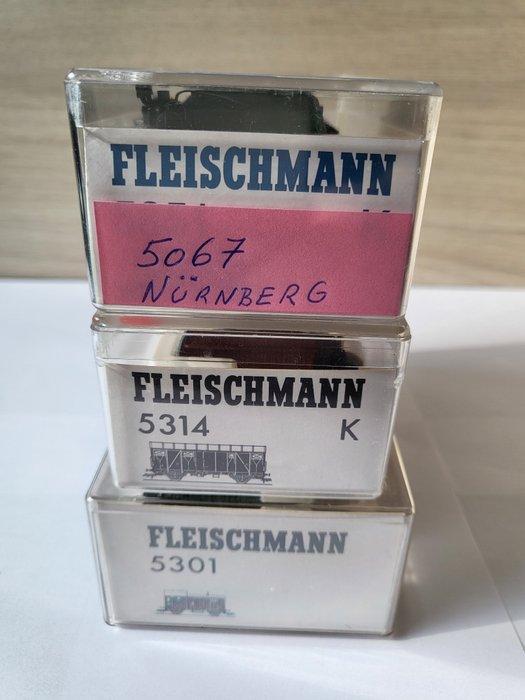 FLEISCHMANN
5067
NÜRNBERG
FLEISCHMANN
5314 K
FLEISCHMANN
5301